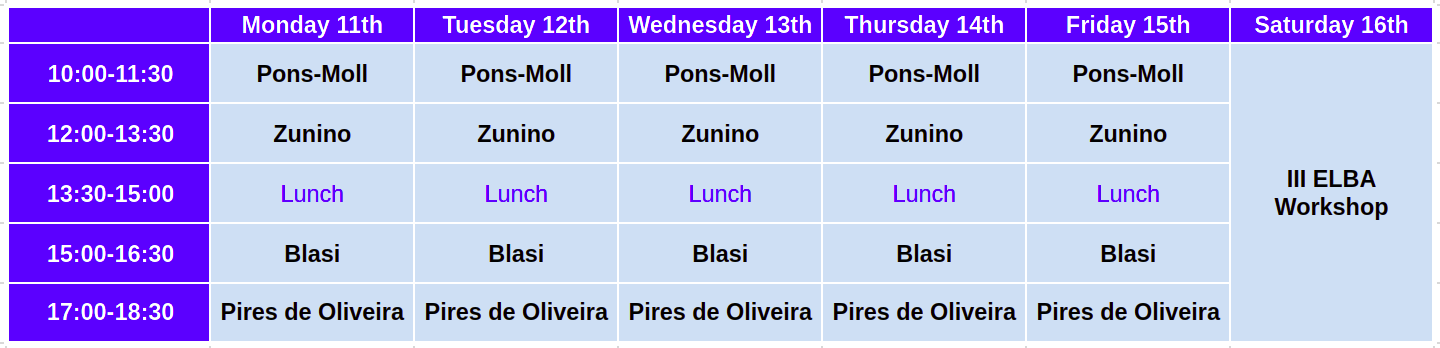 Monday 11th Tuesday 12th Wednesday 13th Thursday 14th Friday 15th Saturday 16th
10:00-11:30 Pons-Moll Pons-Moll Pons-Moll Pons-Moll Pons-Moll
12:00-13:30 Zunino Zunino Zunino Zunino Zunino
13:30-15:00 Lunch Lunch Lunch Lunch Lunch
III ELBA
Workshop
15:00-16:30 Blasi Blasi Blasi Blasi Blasi
17:00-18:30 Pires de Oliveira Pires de Oliveira Pires de Oliveira Pires de Oliveira Pires de Oliveira